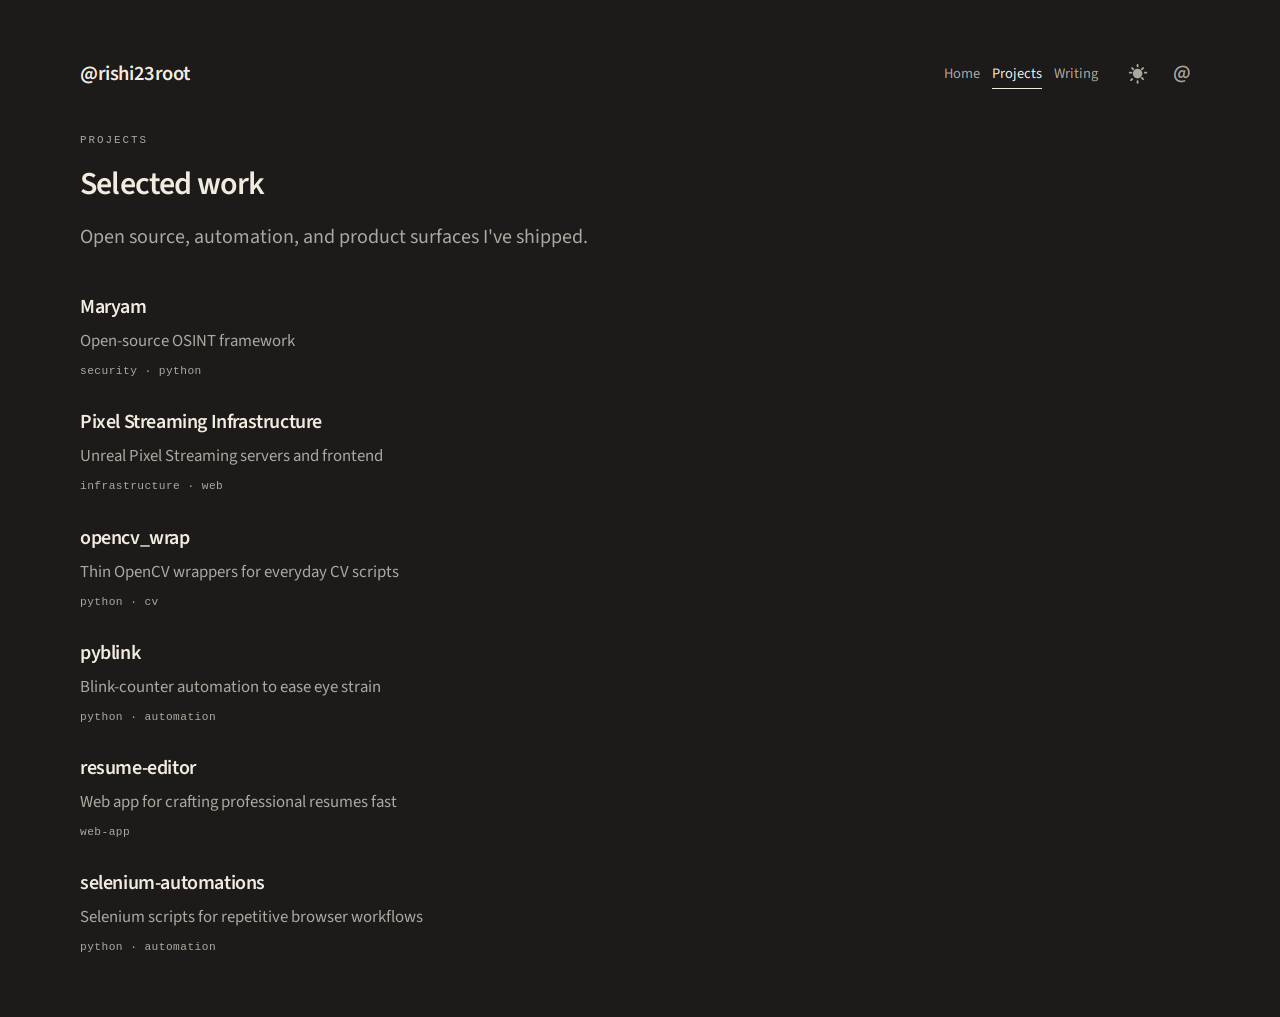 @rishi23root
Home Projects Writing @
PROJECTS
Selected work
Open source, automation, and product surfaces I've shipped.
Maryam
Open-source OSINT framework
security · python
Pixel Streaming Infrastructure
Unreal Pixel Streaming servers and frontend
infrastructure · web
opencv_wrap
Thin OpenCV wrappers for everyday CV scripts
python · cv
pyblink
Blink-counter automation to ease eye strain
python · automation
resume-editor
Web app for crafting professional resumes fast
web-app
selenium-automations
Selenium scripts for repetitive browser workflows
python · automation